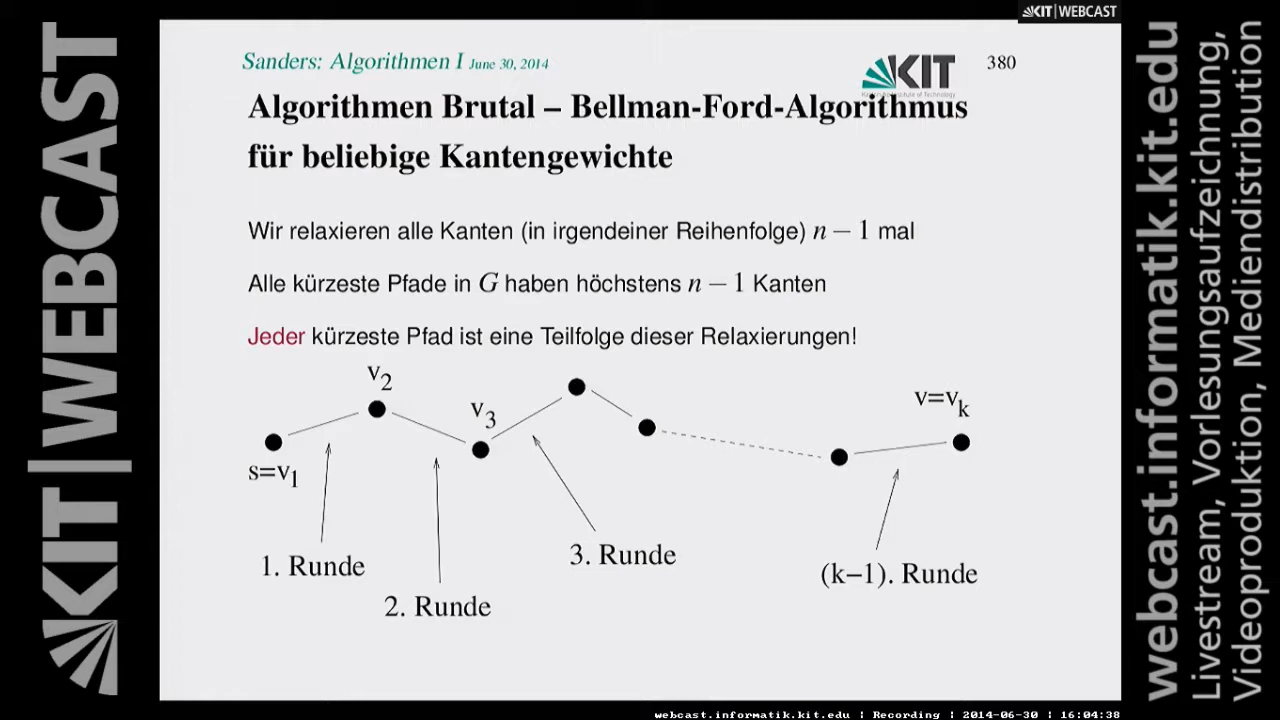 KIT | WEBCAST
Sanders: Algorithmen I June 30, 2014
KIT
380
Algorithmen Brutal – Bellman-Ford-Algorithmus
für beliebige Kantengewichte
Wir relaxieren alle Kanten (in irgendeiner Reihenfolge) n − 1 mal
Alle kürzeste Pfade in G haben höchstens n − 1 Kanten
Jeder kürzeste Pfad ist eine Teilfolge dieser Relaxierungen!
v2
v3
v=vk
s=v1
1. Runde
2. Runde
3. Runde
(k−1). Runde
KIT | WEBCAST
webcast.informatik.kit.edu
Livestream, Vorlesungsaufzeichnung,
Videoproduktion, Mediendistribution
webcast.informatik.kit.edu | Recording | 2014-06-30 | 16:04:38